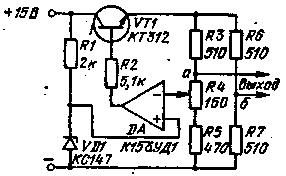 +15В
VT1
КТ312
R1
2к
R2
5,1к
R3
510
R6
510
а
R4
160
Выход
б
+
DA
К153УД1
VD1
КС147
R5
470
R7
510
-